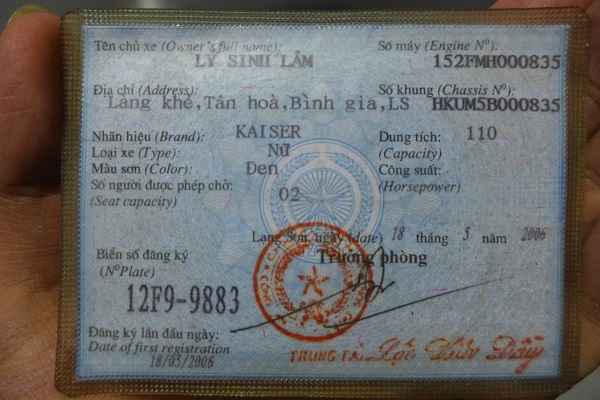 Tên chủ xe (Owner's full name): Số máy (Engine Nº):
LÝ SINH LÂM 152FMH000835
Địa chỉ (Address): Số khung (Chassis Nº):
Làng khẻ,Tân hoà,Bình gia,LS HKUM5B000835
Nhãn hiệu (Brand): KAISER Dung tích: 110
Loại xe (Type): Nữ (Capacity)
Màu sơn (Color): Đen Công suất:
Số người được phép chở: 02 (Horsepower)
(Seat capacity)
Lạng Sơn, ngày (date) 18 tháng 5 năm 2006
Biển số đăng ký Trưởng phòng
(NºPlate)
12F9-9883
Đăng ký lần đầu ngày:
Date of first registration
18/05/2006
TRUNG TÁ